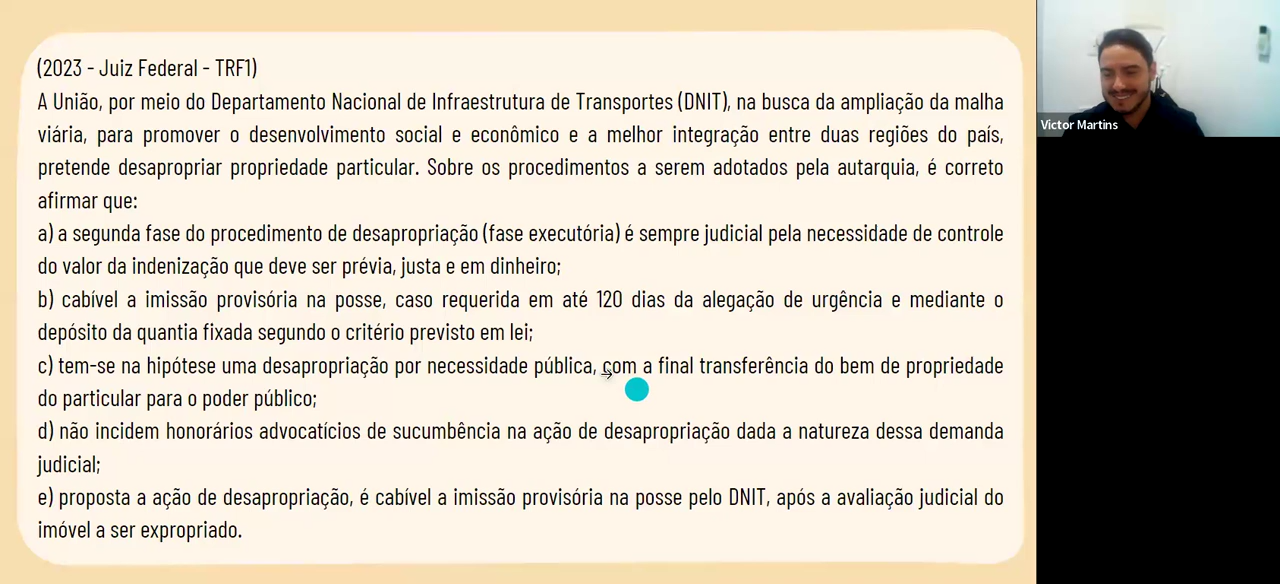 (2023 - Juiz Federal - TRF1)
A União, por meio do Departamento Nacional de Infraestrutura de Transportes (DNIT), na busca da ampliação da malha
viária, para promover o desenvolvimento social e econômico e a melhor integração entre duas regiões do país,
pretende desapropriar propriedade particular. Sobre os procedimentos a serem adotados pela autarquia, é correto
afirmar que:
a) a segunda fase do procedimento de desapropriação (fase executória) é sempre judicial pela necessidade de controle
do valor da indenização que deve ser prévia, justa e em dinheiro;
b) cabível a imissão provisória na posse, caso requerida em até 120 dias da alegação de urgência e mediante o
depósito da quantia fixada segundo o critério previsto em lei;
c) tem-se na hipótese uma desapropriação por necessidade pública, com a final transferência do bem de propriedade
do particular para o poder público;
d) não incidem honorários advocatícios de sucumbência na ação de desapropriação dada a natureza dessa demanda
judicial;
e) proposta a ação de desapropriação, é cabível a imissão provisória na posse pelo DNIT, após a avaliação judicial do
imóvel a ser expropriado.
Victor Martins